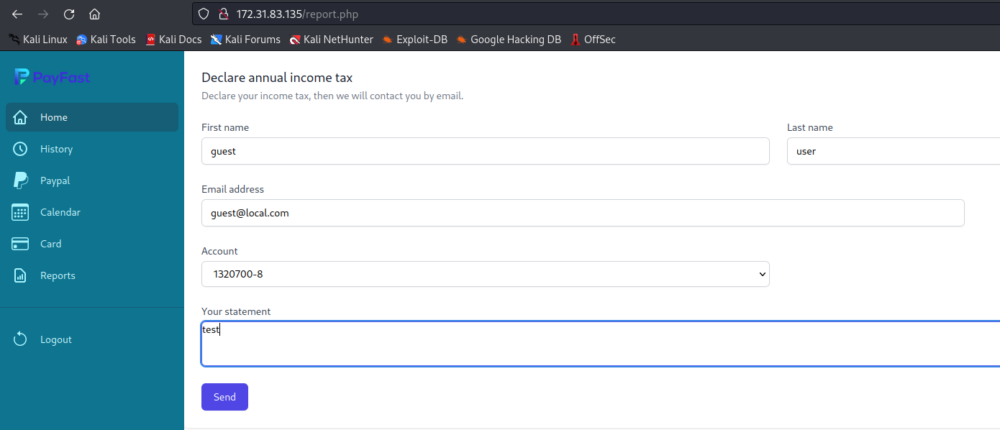 172.31.83.135/report.php
Kali Linux Kali Tools Kali Docs Kali Forums Kali NetHunter Exploit-DB Google Hacking DB OffSec
PayFast
Home
History
Paypal
Calendar
Card
Reports
Logout
Declare annual income tax
Declare your income tax, then we will contact you by email.
First name Last name
guest user
Email address
guest@local.com
Account
1320700-8
Your statement
test
Send